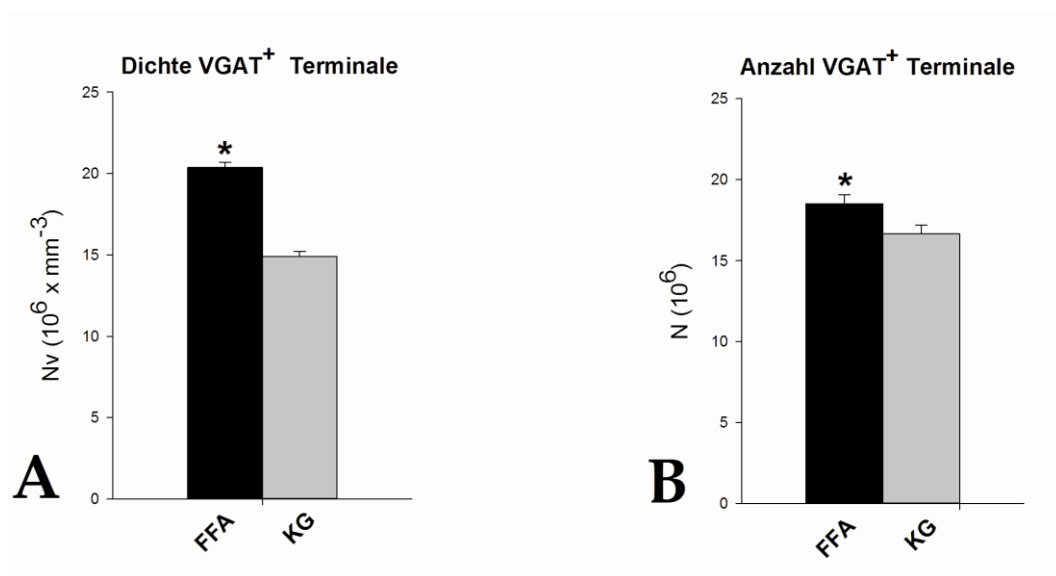 Dichte VGAT+ Terminale
25
20
15
10
5
0
Nv (10^6 x mm^-3)
*
FFA
KG
A
Anzahl VGAT+ Terminale
25
20
15
10
5
0
N (10^6)
*
FFA
KG
B